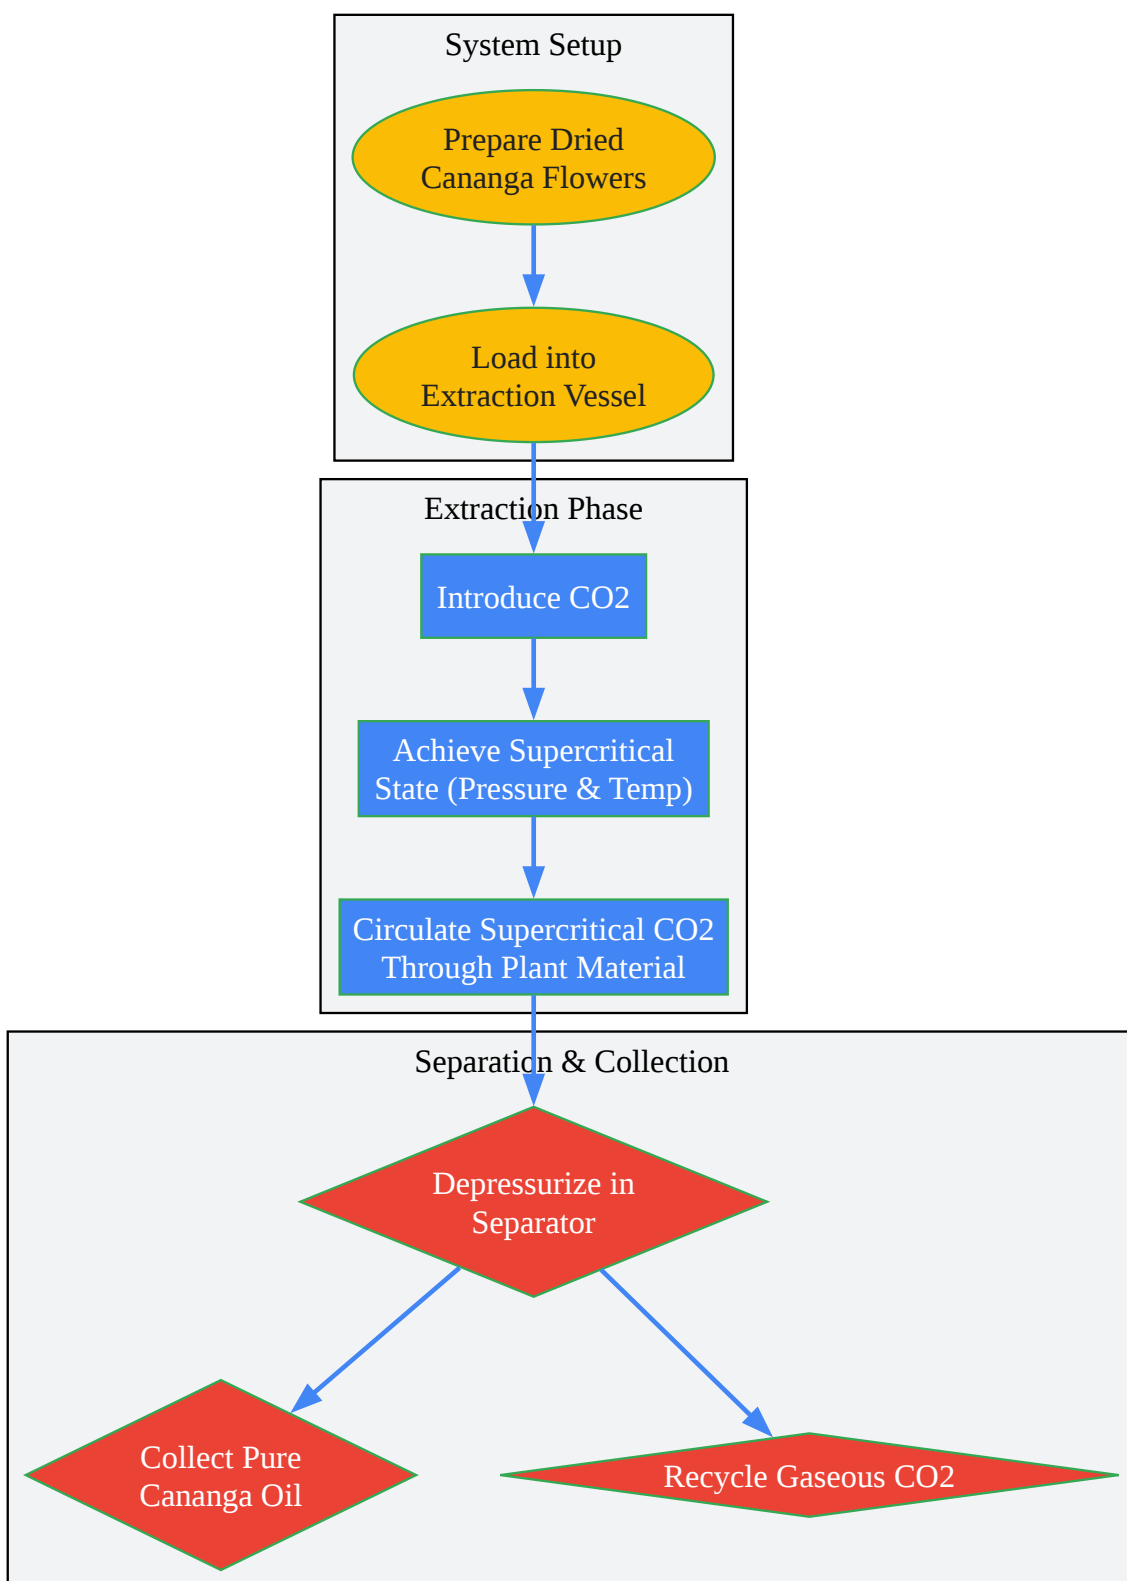 System Setup
Prepare Dried
Cananga Flowers
Load into
Extraction Vessel
Extraction Phase
Introduce CO2
Achieve Supercritical
State (Pressure & Temp)
Circulate Supercritical CO2
Through Plant Material
Separation & Collection
Depressurize in
Separator
Collect Pure
Cananga Oil
Recycle Gaseous CO2